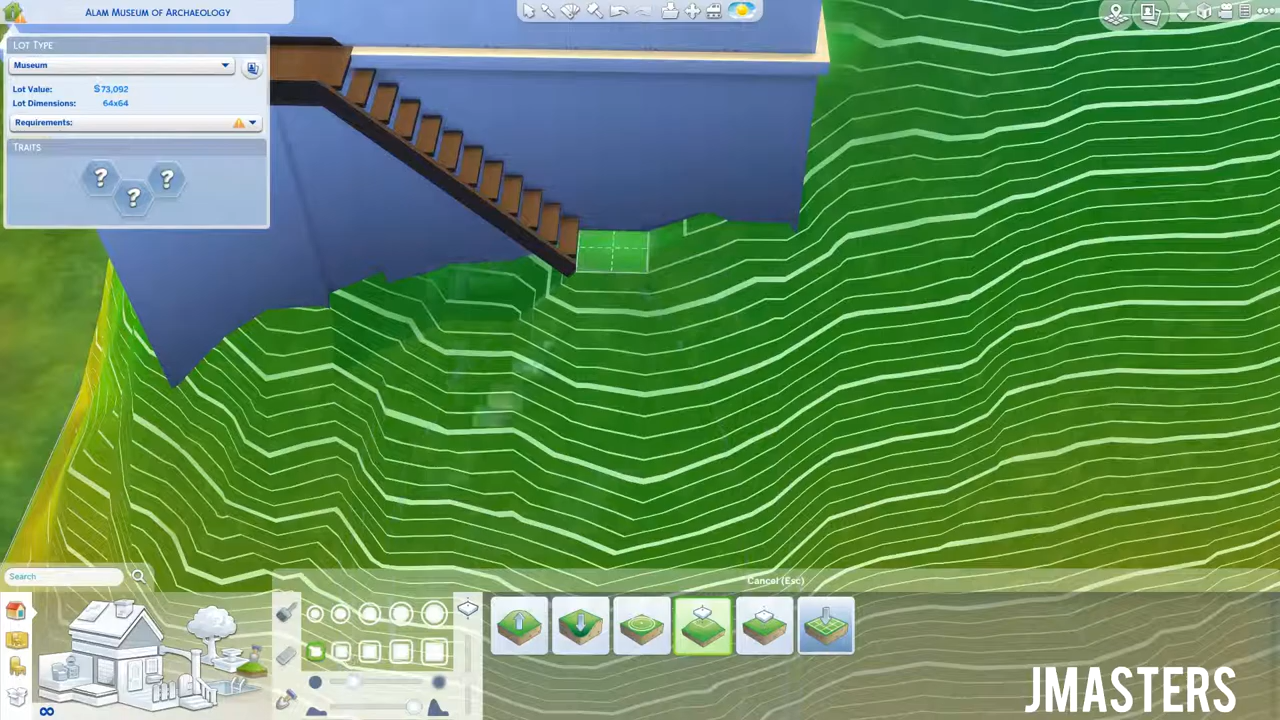 Alam Museum of Archaeology
Lot Type
Museum
Lot Value: $73,092
Lot Dimensions: 64x64
Requirements:
Traits
? ? ?
Search
Cancel (Esc)
JMASTERS